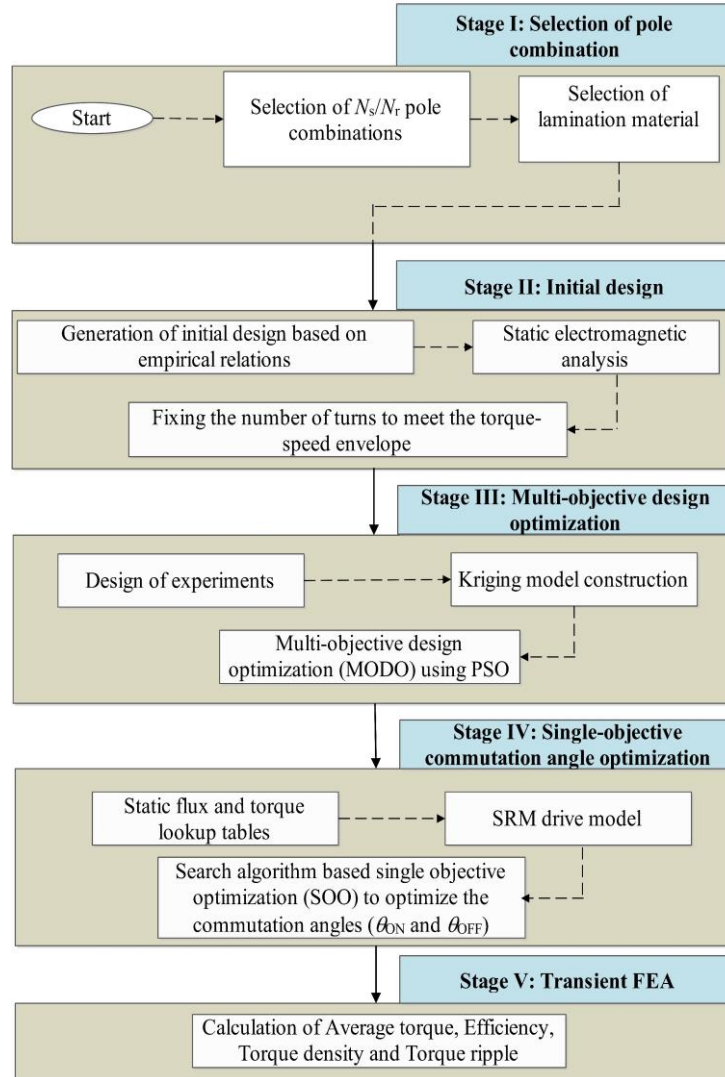 Stage I: Selection of pole
combination
Start
Selection of Ns/Nr pole
combinations
Selection of
lamination material
Stage II: Initial design
Generation of initial design based on
empirical relations
Static electromagnetic
analysis
Fixing the number of turns to meet the torque-
speed envelope
Stage III: Multi-objective design
optimization
Design of experiments
Kriging model construction
Multi-objective design
optimization (MODO) using PSO
Stage IV: Single-objective
commutation angle optimization
Static flux and torque
lookup tables
SRM drive model
Search algorithm based single objective
optimization (SOO) to optimize the
commutation angles (θON and θOFF)
Stage V: Transient FEA
Calculation of Average torque, Efficiency,
Torque density and Torque ripple